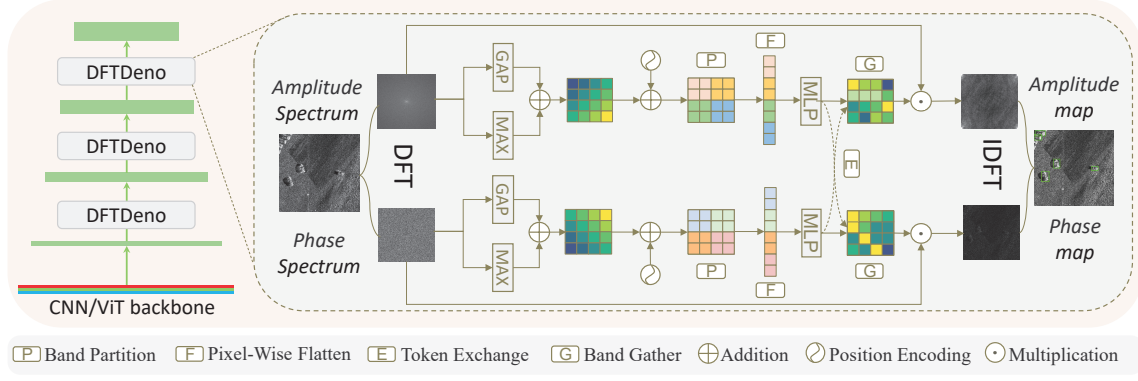 DFTDeno
DFTDeno
DFTDeno
CNN/ViT backbone
Amplitude
Spectrum
Phase
Spectrum
DFT
GAP
MAX
GAP
MAX
P
F
MLP
G
E
P
F
MLP
G
IDFT
Amplitude
map
Phase
map
P Band Partition
F Pixel-Wise Flatten
E Token Exchange
G Band Gather
Addition
Position Encoding
Multiplication